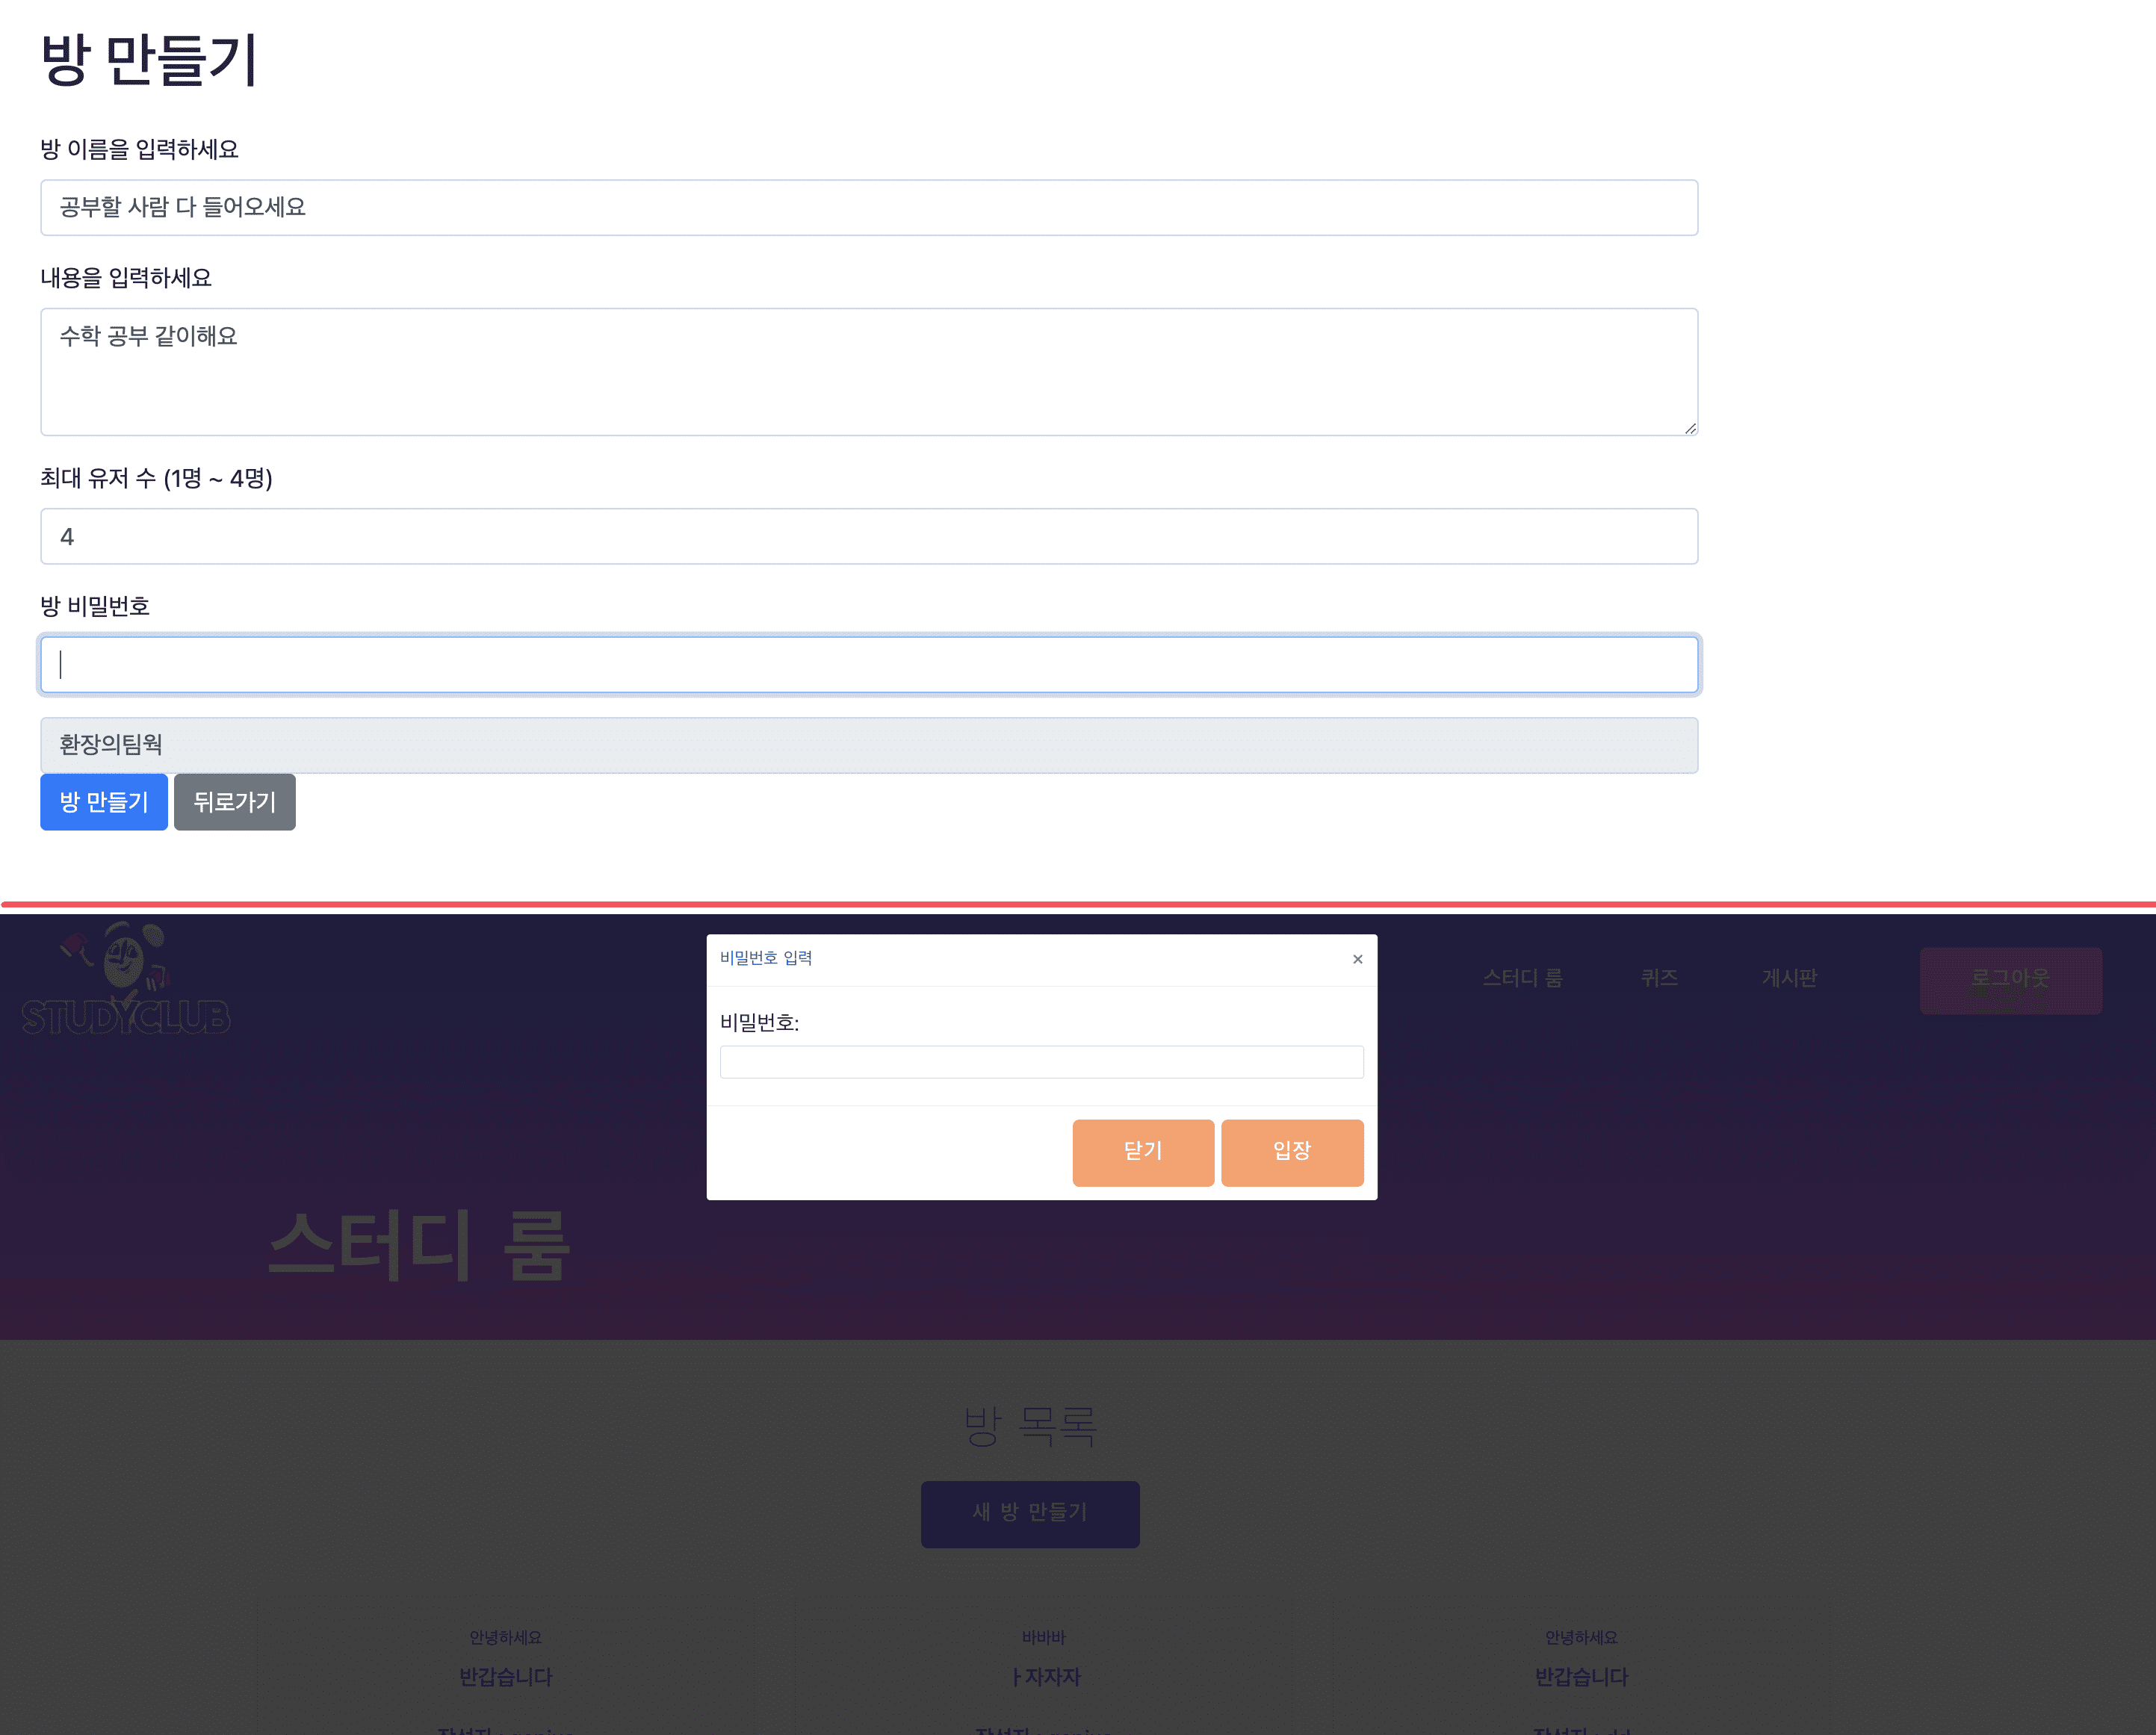 방 만들기
방 이름을 입력하세요
공부할 사람 다 들어오세요
내용을 입력하세요
수학 공부 같이해요
최대 유저 수 (1명 ~ 4명)
4
방 비밀번호
환장의팀웍
방 만들기 뒤로가기
비밀번호 입력 ×
STUDYCLUB 스터디 룸 퀴즈 게시판 로그아웃
비밀번호:
닫기 입장
스터디 룸
방 목록
새 방 만들기
안녕하세요 바바바 안녕하세요
반갑습니다 ㅏ자자자 반갑습니다